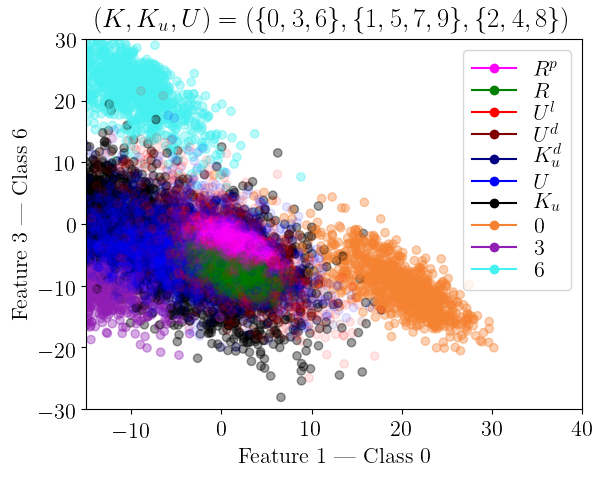 (K, K_u, U) = ({0, 3, 6}, {1, 5, 7, 9}, {2, 4, 8})
30
20
10
0
−10
−20
−30
Feature 3 — Class 6
R^p
R
U^l
U^d
K_u^d
U
K_u
0
3
6
−10
0
10
20
30
40
Feature 1 — Class 0